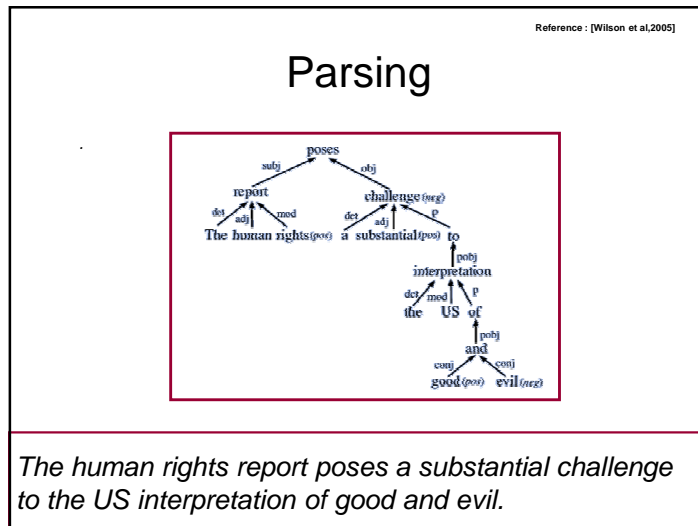 Reference : [Wilson et al,2005]
Parsing
.
poses
subj obj
report challenge(neg)
det adj mod det adj p
The human rights(pos) a substantial(pos) to
pobj
interpretation
det mod p
the US of
pobj
and
conj conj
good(pos) evil(neg)
The human rights report poses a substantial challenge
to the US interpretation of good and evil.